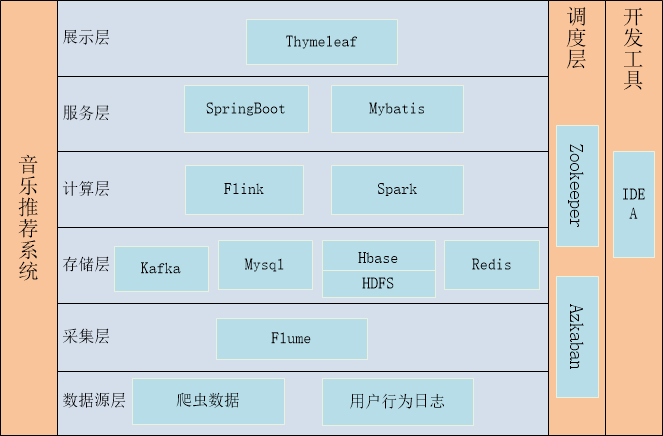 音乐推荐系统
展示层
Thymeleaf
服务层
SpringBoot
Mybatis
计算层
Flink
Spark
存储层
Kafka
Mysql
Hbase
HDFS
Redis
采集层
Flume
数据源层
爬虫数据
用户行为日志
调度层
Zookeeper
Azkaban
开发工具
IDE
A